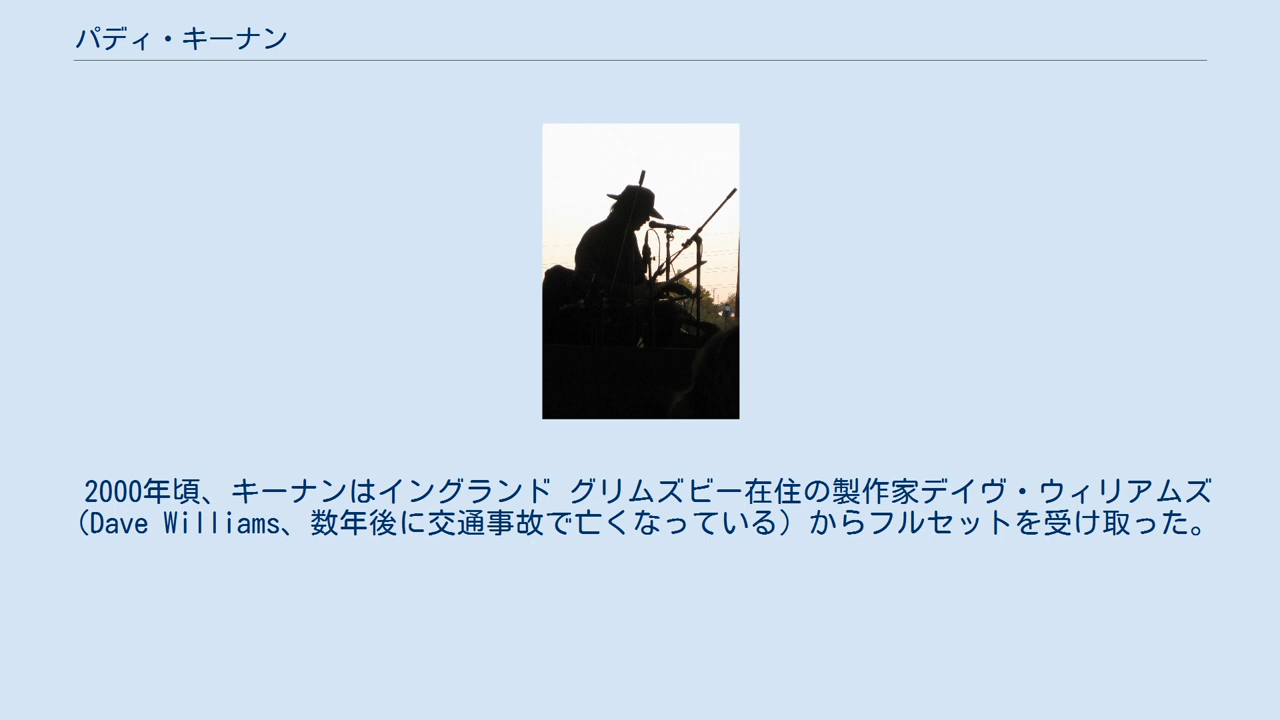 パディ・キーナン
2000年頃、キーナンはイングランド グリムズビー在住の製作家デイヴ・ウィリアムズ
（Dave Williams、数年後に交通事故で亡くなっている）からフルセットを受け取った。